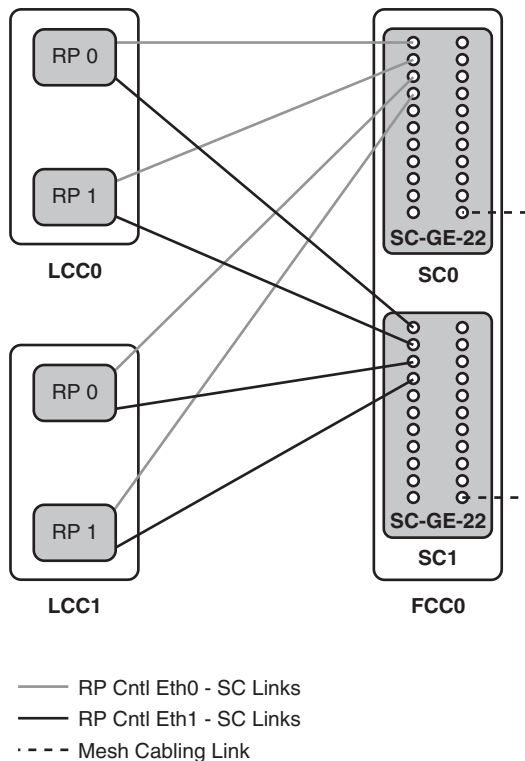 RP 0
RP 1
LCC0
RP 0
RP 1
LCC1
SC-GE-22
SC0
SC-GE-22
SC1
FCC0
RP Cntl Eth0 - SC Links
RP Cntl Eth1 - SC Links
Mesh Cabling Link